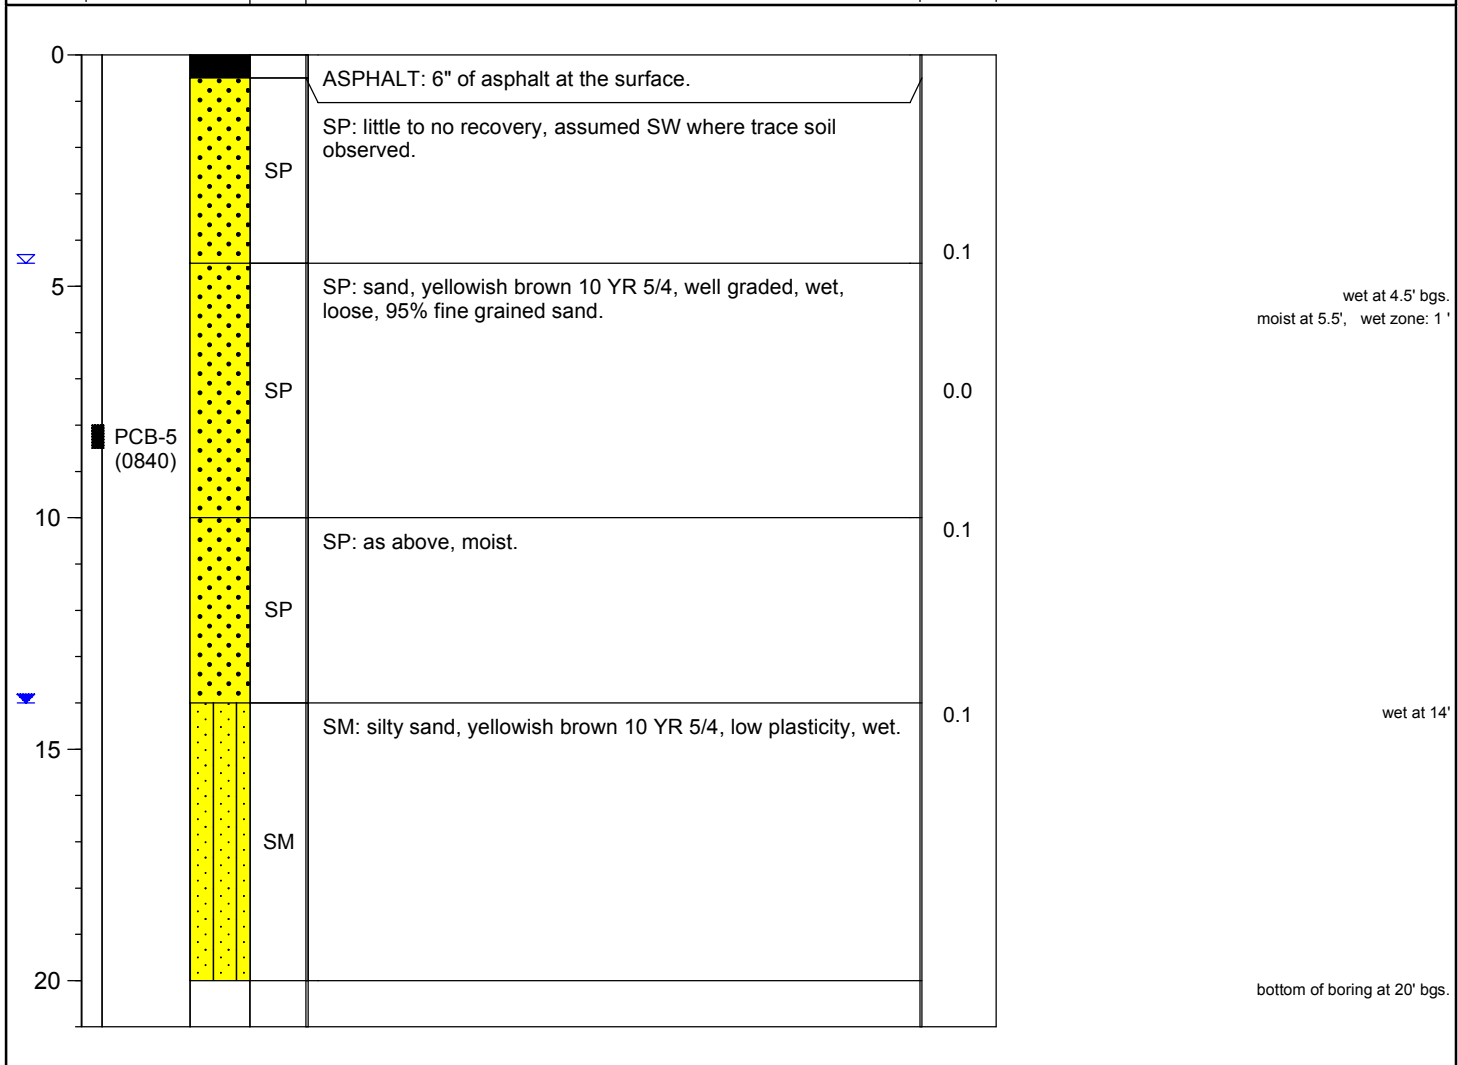 0
ASPHALT: 6" of asphalt at the surface.
SP: little to no recovery, assumed SW where trace soil
observed.
SP
0.1
5
SP: sand, yellowish brown 10 YR 5/4, well graded, wet,
loose, 95% fine grained sand.
wet at 4.5' bgs.
moist at 5.5', wet zone: 1 '
SP
0.0
PCB-5
(0840)
10
SP: as above, moist.
0.1
SP
SM: silty sand, yellowish brown 10 YR 5/4, low plasticity, wet.
0.1
wet at 14'
15
SM
20
bottom of boring at 20' bgs.